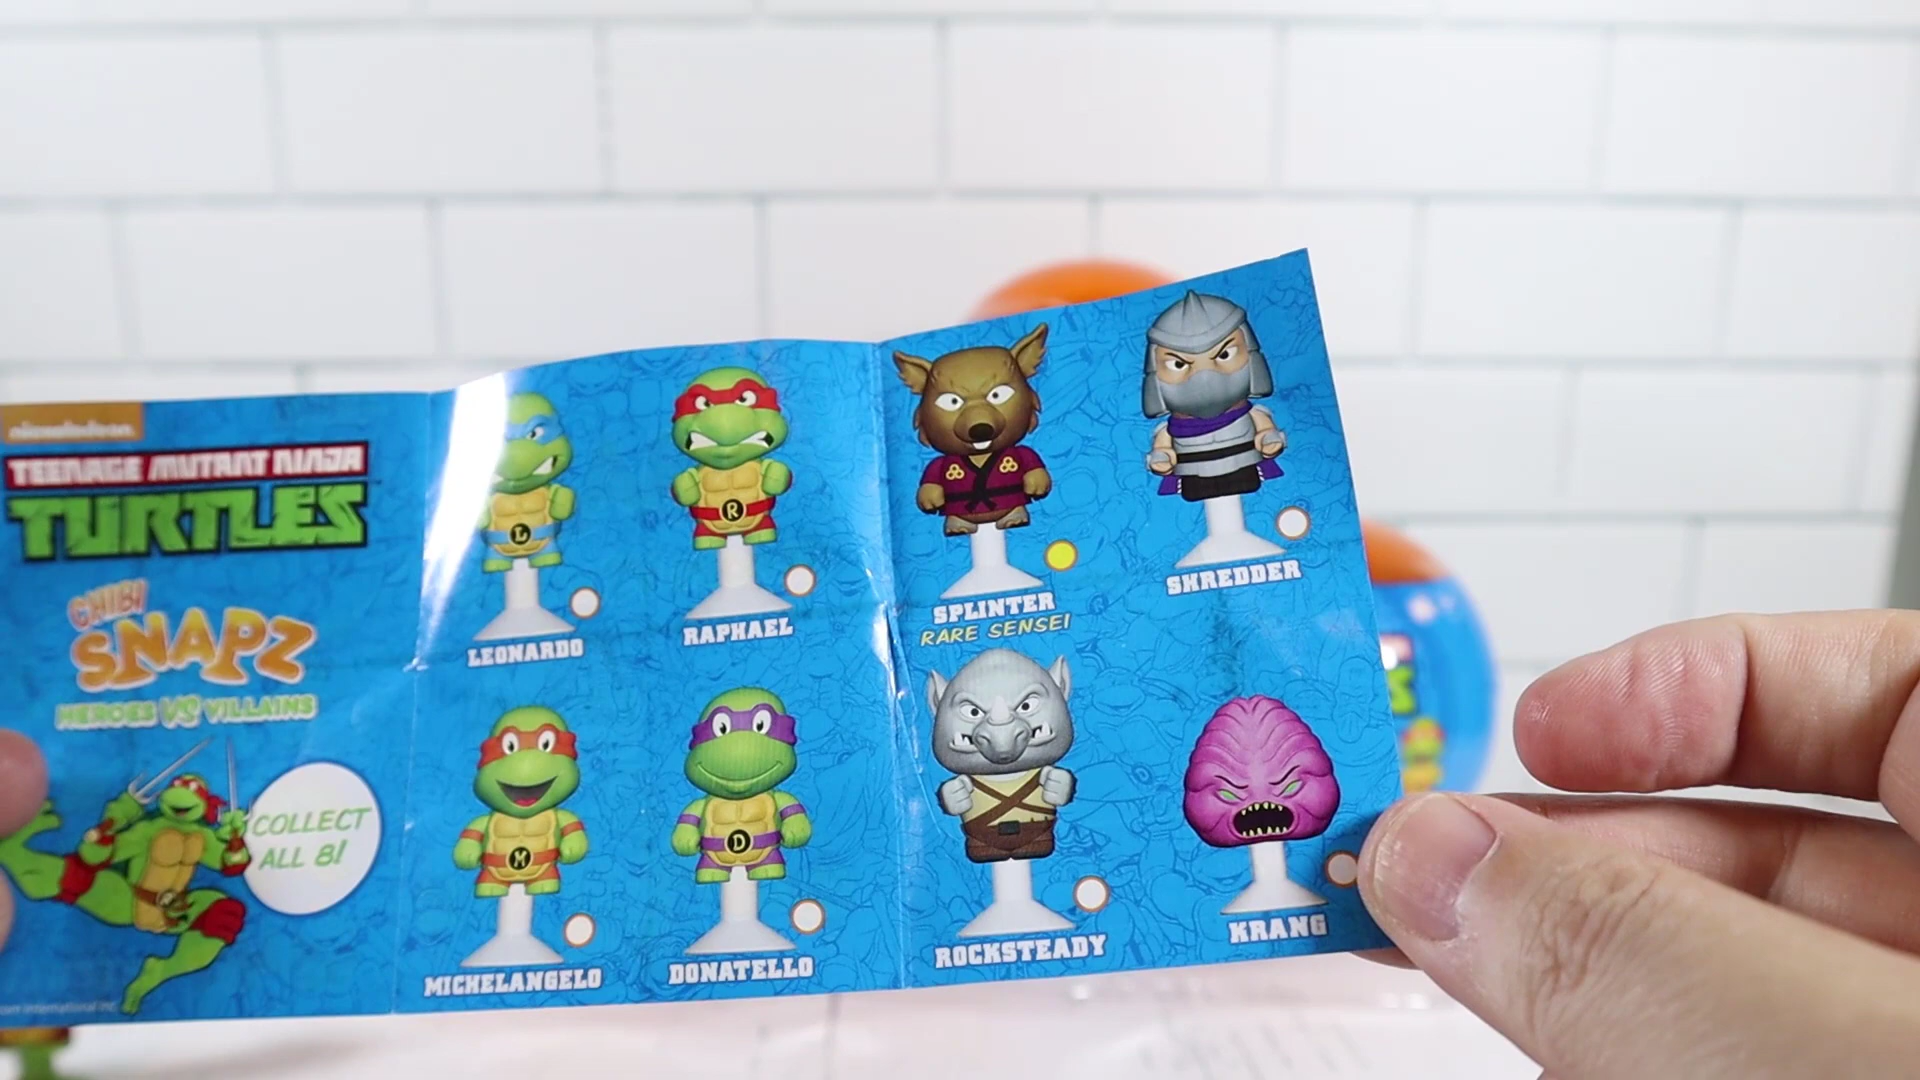 nickelodeon
TEENAGE MUTANT NINJA
TURTLES
CHIBI
SNAPZ
HEROES VS VILLAINS
COLLECT
ALL 8!
L
LEONARDO
R
RAPHAEL
M
MICHELANGELO
D
DONATELLO
SPLINTER
RARE SENSEI
SHREDDER
ROCKSTEADY
KRANG